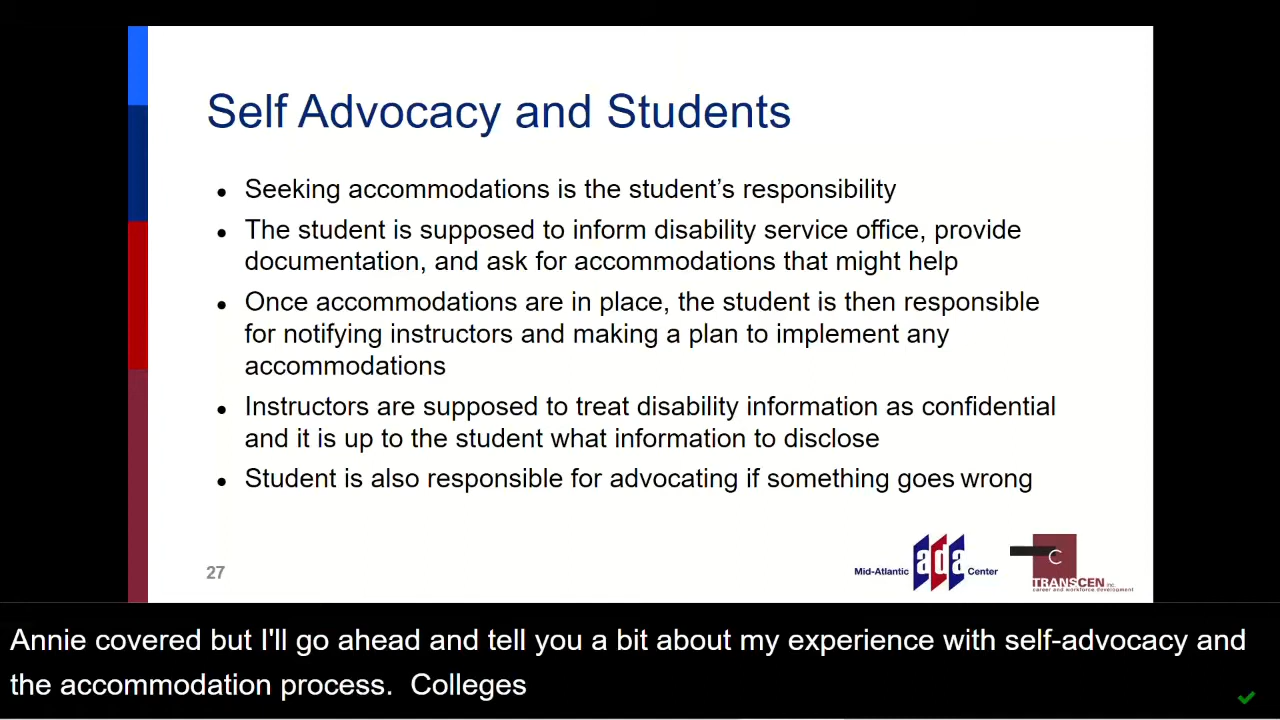 Self Advocacy and Students
• Seeking accommodations is the student's responsibility
• The student is supposed to inform disability service office, provide
documentation, and ask for accommodations that might help
• Once accommodations are in place, the student is then responsible
for notifying instructors and making a plan to implement any
accommodations
• Instructors are supposed to treat disability information as confidential
and it is up to the student what information to disclose
• Student is also responsible for advocating if something goes wrong
27
Mid-Atlantic ada Center
C
TRANSCEN inc.
career and workforce development
Annie covered but I'll go ahead and tell you a bit about my experience with self-advocacy and
the accommodation process. Colleges